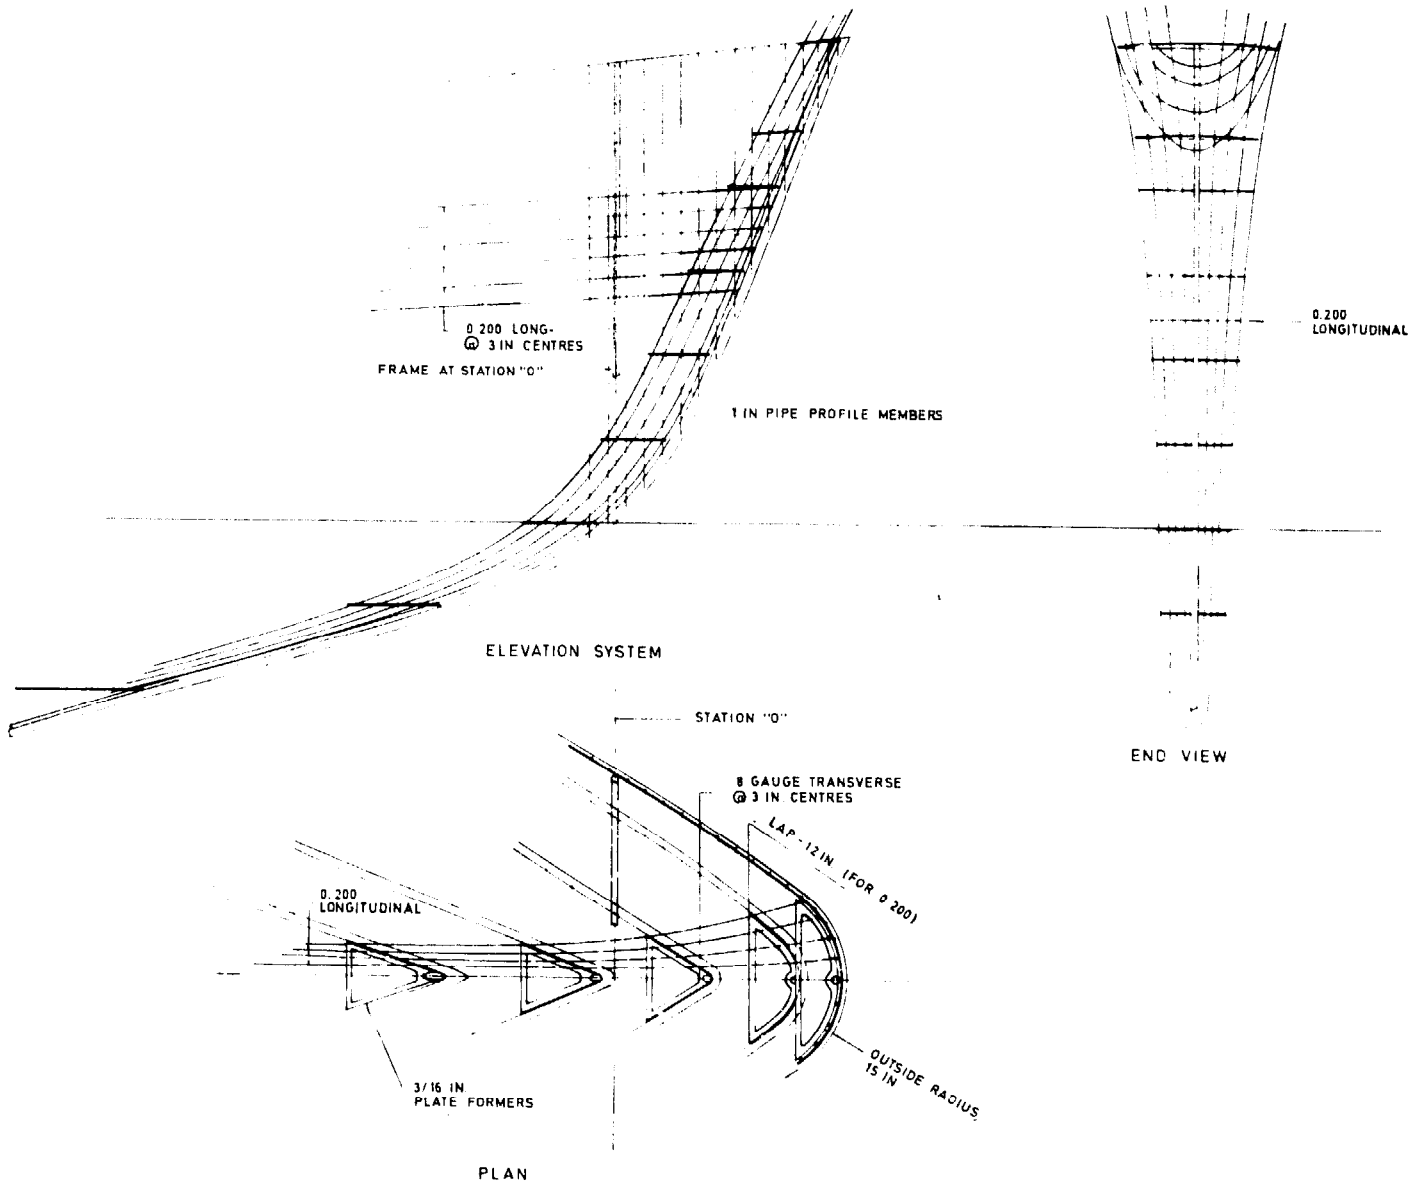 0.200 LONG-
@ 3 IN CENTRES
FRAME AT STATION "O"
1 IN PIPE PROFILE MEMBERS
0.200
LONGITUDINAL
ELEVATION SYSTEM
STATION "O"
END VIEW
8 GAUGE TRANSVERSE
@ 3 IN. CENTRES
LAP - 12 IN (FOR 0.200)
0.200
LONGITUDINAL
OUTSIDE RADIUS,
15 IN
3/16 IN.
PLATE FORMERS
PLAN